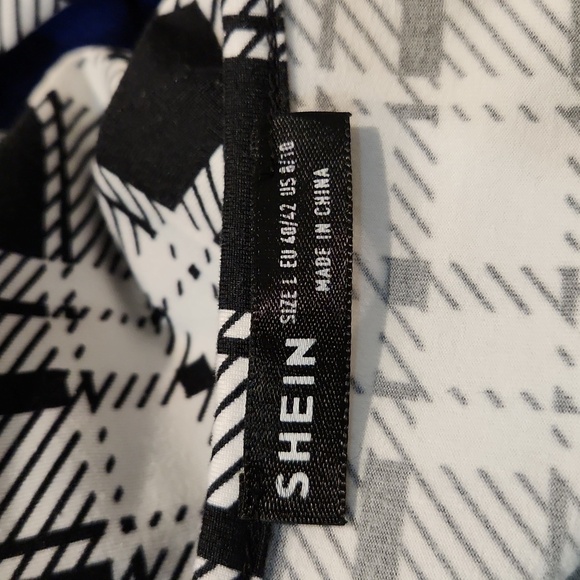 SHEIN
SIZE L EU 40/42 US 8/10
MADE IN CHINA